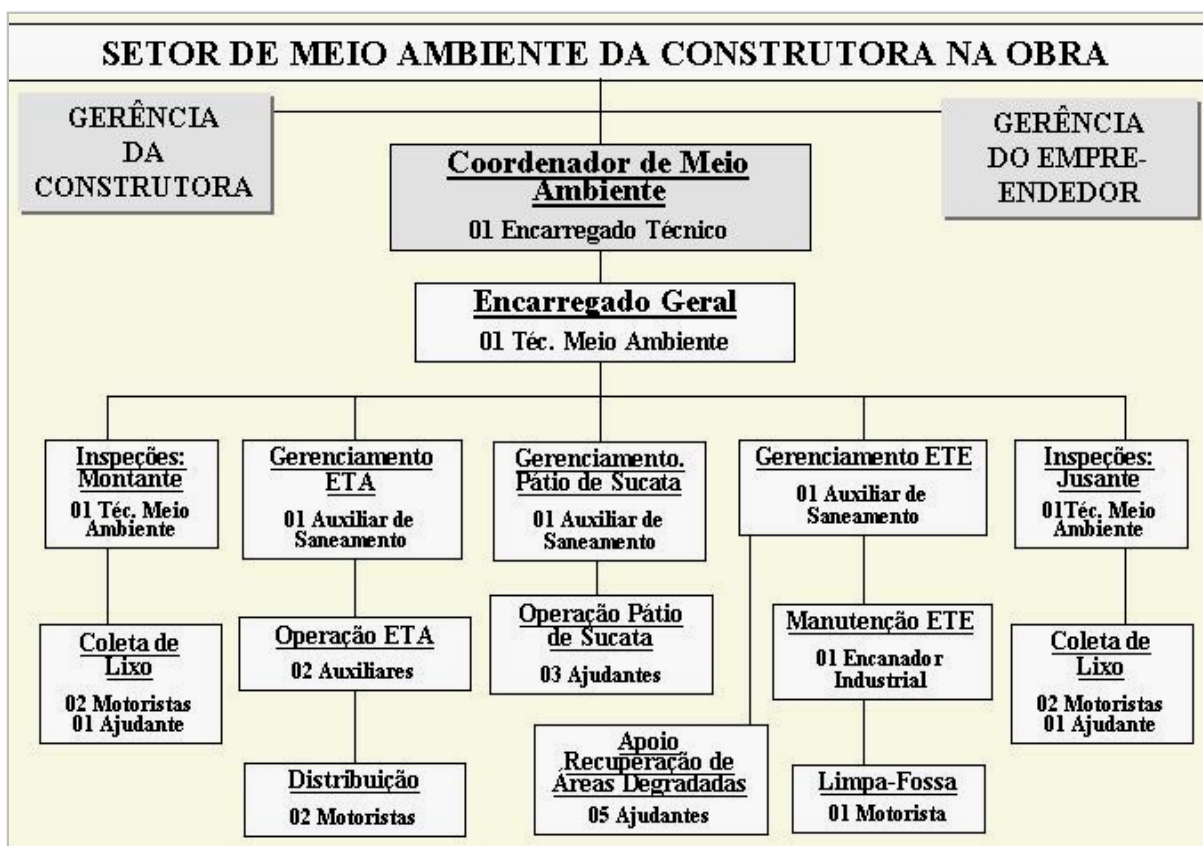 SETOR DE MEIO AMBIENTE DA CONSTRUTORA NA OBRA
GERÊNCIA
DA
CONSTRUTORA
GERÊNCIA
DO EMPRE-
ENDEDOR
Coordenador de Meio
Ambiente
01 Encarregado Técnico
Encarregado Geral
01 Téc. Meio Ambiente
Inspeções:
Montante
01 Téc. Meio
Ambiente
Gerenciamento
ETA
01 Auxiliar de
Saneamento
Gerenciamento.
Pátio de Sucata
01 Auxiliar de
Saneamento
Gerenciamento ETE
01 Auxiliar de
Saneamento
Inspeções:
Jusante
01Téc. Meio
Ambiente
Coleta de
Lixo
02 Motoristas
01 Ajudante
Operação ETA
02 Auxiliares
Operação Pátio
de Sucata
03 Ajudantes
Manutenção ETE
01 Encanador
Industrial
Coleta de
Lixo
02 Motoristas
01 Ajudante
Distribuição
02 Motoristas
Apoio
Recuperação de
Áreas Degradadas
05 Ajudantes
Limpa-Fossa
01 Motorista